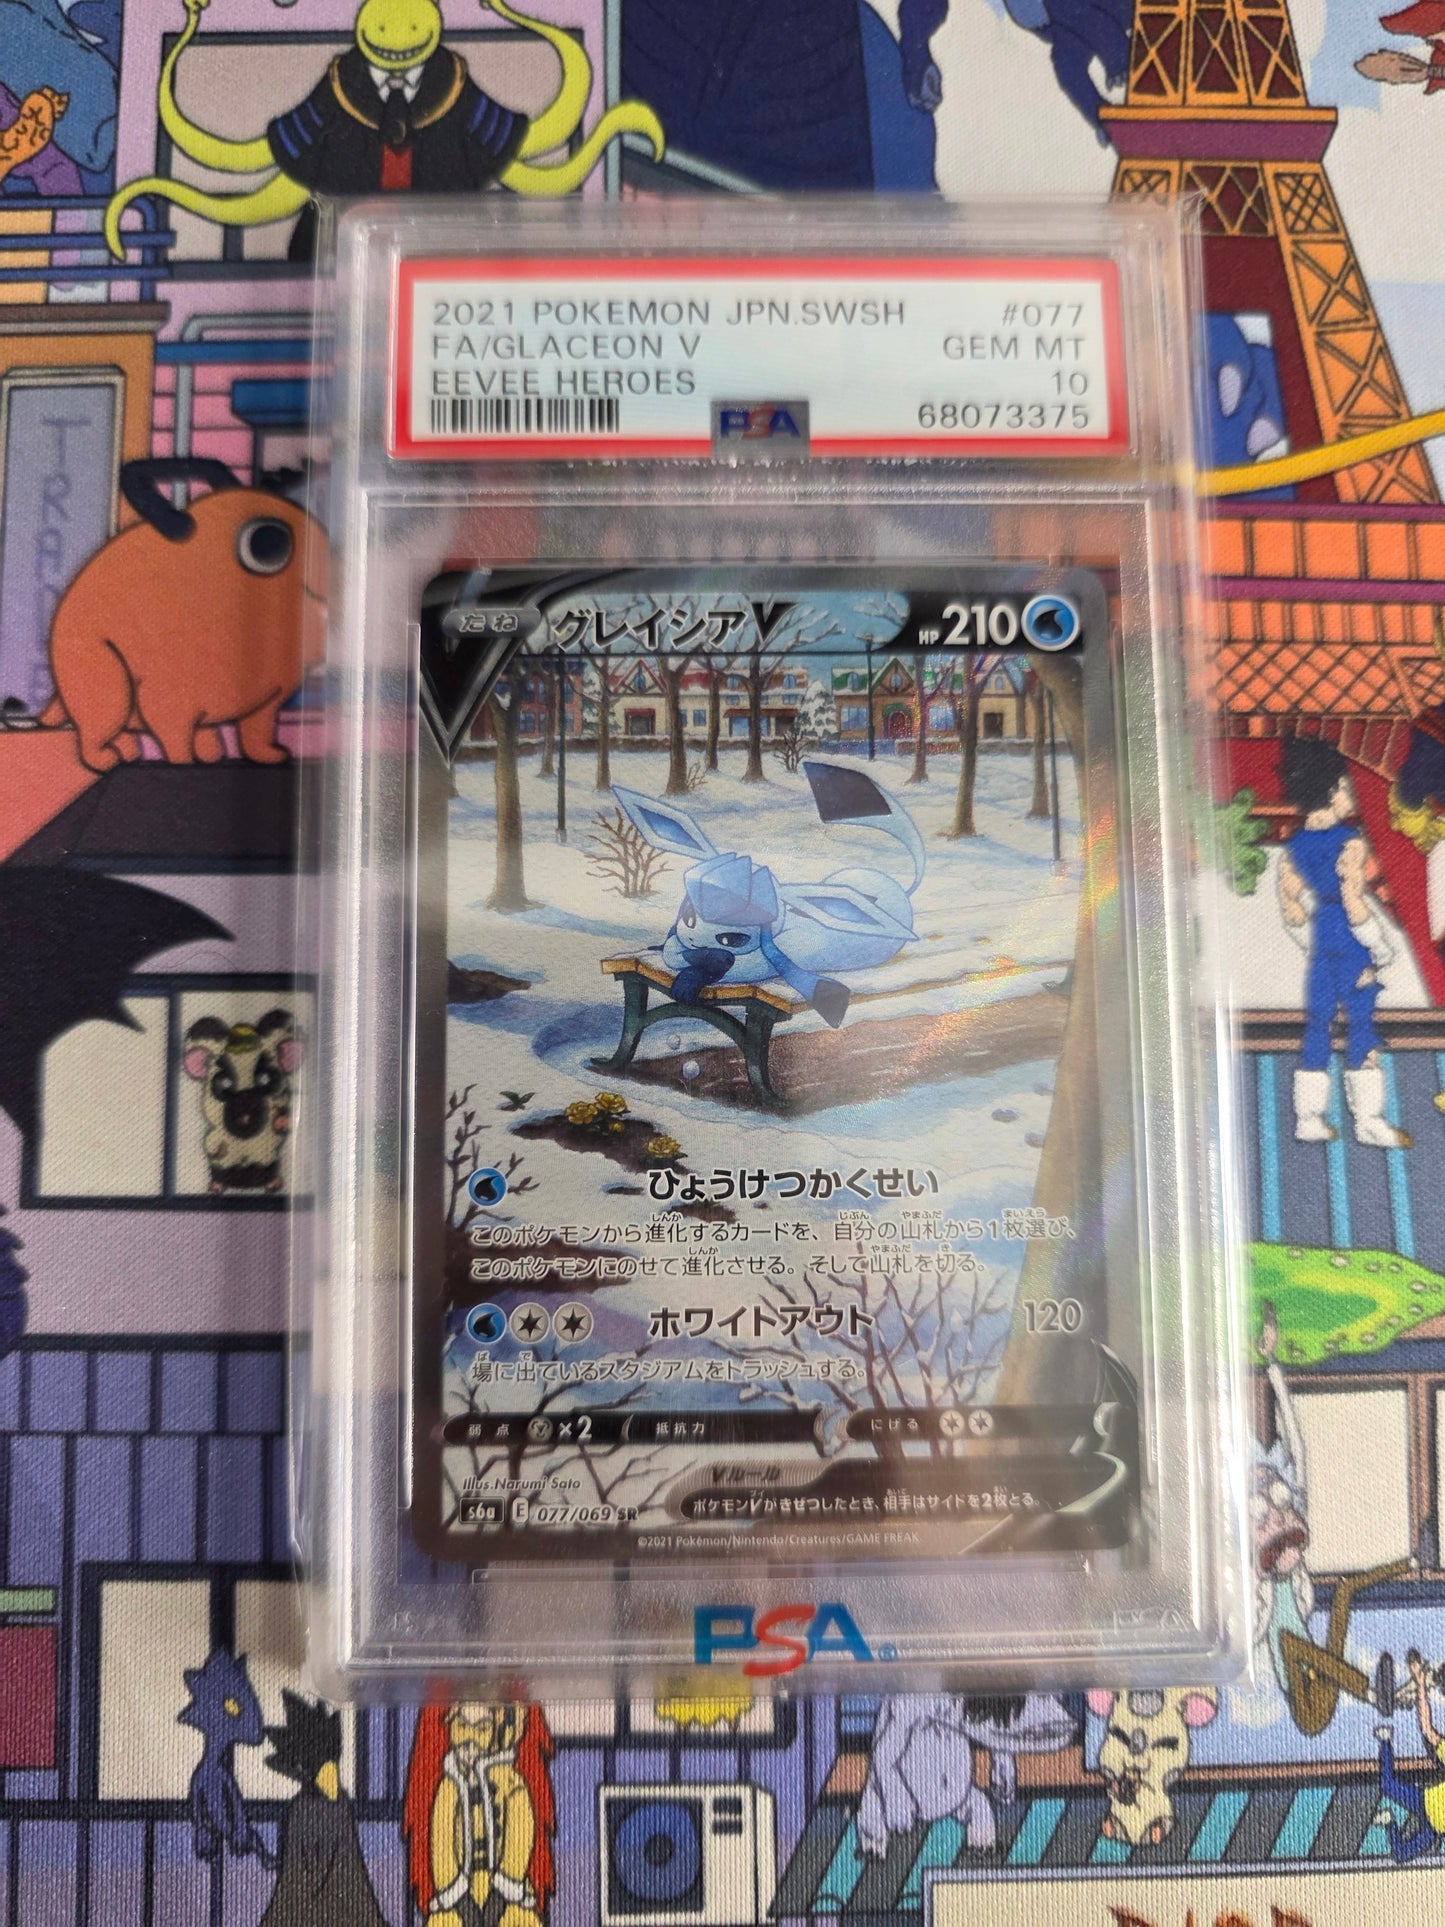 2021 POKEMON JPN.SWSH #077
FA/GLACEON V GEM MT
EEVEE HEROES 10
68073375
PSA
たね グレイシアV HP210
TRAN
ひょうけつかくせい
このポケモンから進化するカードを、自分の山札から1枚選び、
このポケモンにのせて進化させる。そして山札を切る。
ホワイトアウト 120
場に出ているスタジアムをトラッシュする。
弱点 ×2 抵抗力 にげる
Illus.Narumi Sato
Vルール
ポケモンVがきぜつしたとき、相手はサイドを2枚とる。
s6a E 077/069 SR
©2021 Pokémon/Nintendo/Creatures/GAME FREAK
PSA®